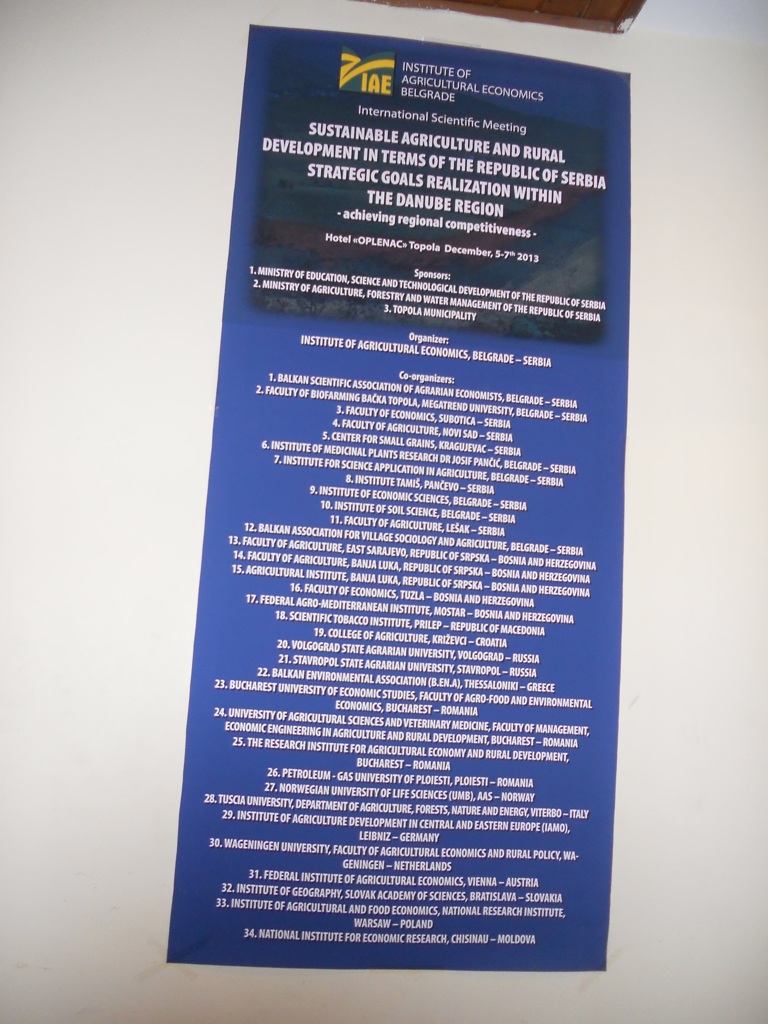 IAE
INSTITUTE OF
AGRICULTURAL ECONOMICS
BELGRADE
International Scientific Meeting
SUSTAINABLE AGRICULTURE AND RURAL
DEVELOPMENT IN TERMS OF THE REPUBLIC OF SERBIA
STRATEGIC GOALS REALIZATION WITHIN
THE DANUBE REGION
- achieving regional competitiveness -
Hotel «OPLENAC» Topola December, 5-7th 2013
Sponsors:
1. MINISTRY OF EDUCATION, SCIENCE AND TECHNOLOGICAL DEVELOPMENT OF THE REPUBLIC OF SERBIA
2. MINISTRY OF AGRICULTURE, FORESTRY AND WATER MANAGEMENT OF THE REPUBLIC OF SERBIA
3. TOPOLA MUNICIPALITY
Organizer:
INSTITUTE OF AGRICULTURAL ECONOMICS, BELGRADE – SERBIA
Co-organizers:
1. BALKAN SCIENTIFIC ASSOCIATION OF AGRARIAN ECONOMISTS, BELGRADE – SERBIA
2. FACULTY OF BIOFARMING BAČKA TOPOLA, MEGATREND UNIVERSITY, BELGRADE – SERBIA
3. FACULTY OF ECONOMICS, SUBOTICA – SERBIA
4. FACULTY OF AGRICULTURE, NOVI SAD – SERBIA
5. CENTER FOR SMALL GRAINS, KRAGUJEVAC – SERBIA
6. INSTITUTE OF MEDICINAL PLANTS RESEARCH DR JOSIF PANČIĆ, BELGRADE – SERBIA
7. INSTITUTE FOR SCIENCE APPLICATION IN AGRICULTURE, BELGRADE – SERBIA
8. INSTITUTE TAMIŠ, PANČEVO – SERBIA
9. INSTITUTE OF ECONOMIC SCIENCES, BELGRADE – SERBIA
10. INSTITUTE OF SOIL SCIENCE, BELGRADE – SERBIA
11. FACULTY OF AGRICULTURE, LEŠAK – SERBIA
12. BALKAN ASSOCIATION FOR VILLAGE SOCIOLOGY AND AGRICULTURE, BELGRADE – SERBIA
13. FACULTY OF AGRICULTURE, EAST SARAJEVO, REPUBLIC OF SRPSKA – BOSNIA AND HERZEGOVINA
14. FACULTY OF AGRICULTURE, BANJA LUKA, REPUBLIC OF SRPSKA – BOSNIA AND HERZEGOVINA
15. AGRICULTURAL INSTITUTE, BANJA LUKA, REPUBLIC OF SRPSKA – BOSNIA AND HERZEGOVINA
16. FACULTY OF ECONOMICS, TUZLA – BOSNIA AND HERZEGOVINA
17. FEDERAL AGRO-MEDITERRANEAN INSTITUTE, MOSTAR – BOSNIA AND HERZEGOVINA
18. SCIENTIFIC TOBACCO INSTITUTE, PRILEP – REPUBLIC OF MACEDONIA
19. COLLEGE OF AGRICULTURE, KRIŽEVCI – CROATIA
20. VOLGOGRAD STATE AGRARIAN UNIVERSITY, VOLGOGRAD – RUSSIA
21. STAVROPOL STATE AGRARIAN UNIVERSITY, STAVROPOL – RUSSIA
22. BALKAN ENVIRONMENTAL ASSOCIATION (B.EN.A), THESSALONIKI – GREECE
23. BUCHAREST UNIVERSITY OF ECONOMIC STUDIES, FACULTY OF AGRO-FOOD AND ENVIRONMENTAL
ECONOMICS, BUCHAREST – ROMANIA
24. UNIVERSITY OF AGRICULTURAL SCIENCES AND VETERINARY MEDICINE, FACULTY OF MANAGEMENT,
ECONOMIC ENGINEERING IN AGRICULTURE AND RURAL DEVELOPMENT, BUCHAREST – ROMANIA
25. THE RESEARCH INSTITUTE FOR AGRICULTURAL ECONOMY AND RURAL DEVELOPMENT,
BUCHAREST – ROMANIA
26. PETROLEUM - GAS UNIVERSITY OF PLOIESTI, PLOIESTI – ROMANIA
27. NORWEGIAN UNIVERSITY OF LIFE SCIENCES (UMB), AAS – NORWAY
28. TUSCIA UNIVERSITY, DEPARTMENT OF AGRICULTURE, FORESTS, NATURE AND ENERGY, VITERBO – ITALY
29. INSTITUTE OF AGRICULTURE DEVELOPMENT IN CENTRAL AND EASTERN EUROPE (IAMO),
LEIBNIZ – GERMANY
30. WAGENINGEN UNIVERSITY, FACULTY OF AGRICULTURAL ECONOMICS AND RURAL POLICY, WA-
GENINGEN – NETHERLANDS
31. FEDERAL INSTITUTE OF AGRICULTURAL ECONOMICS, VIENNA – AUSTRIA
32. INSTITUTE OF GEOGRAPHY, SLOVAK ACADEMY OF SCIENCES, BRATISLAVA – SLOVAKIA
33. INSTITUTE OF AGRICULTURAL AND FOOD ECONOMICS, NATIONAL RESEARCH INSTITUTE,
WARSAW – POLAND
34. NATIONAL INSTITUTE FOR ECONOMIC RESEARCH, CHISINAU – MOLDOVA